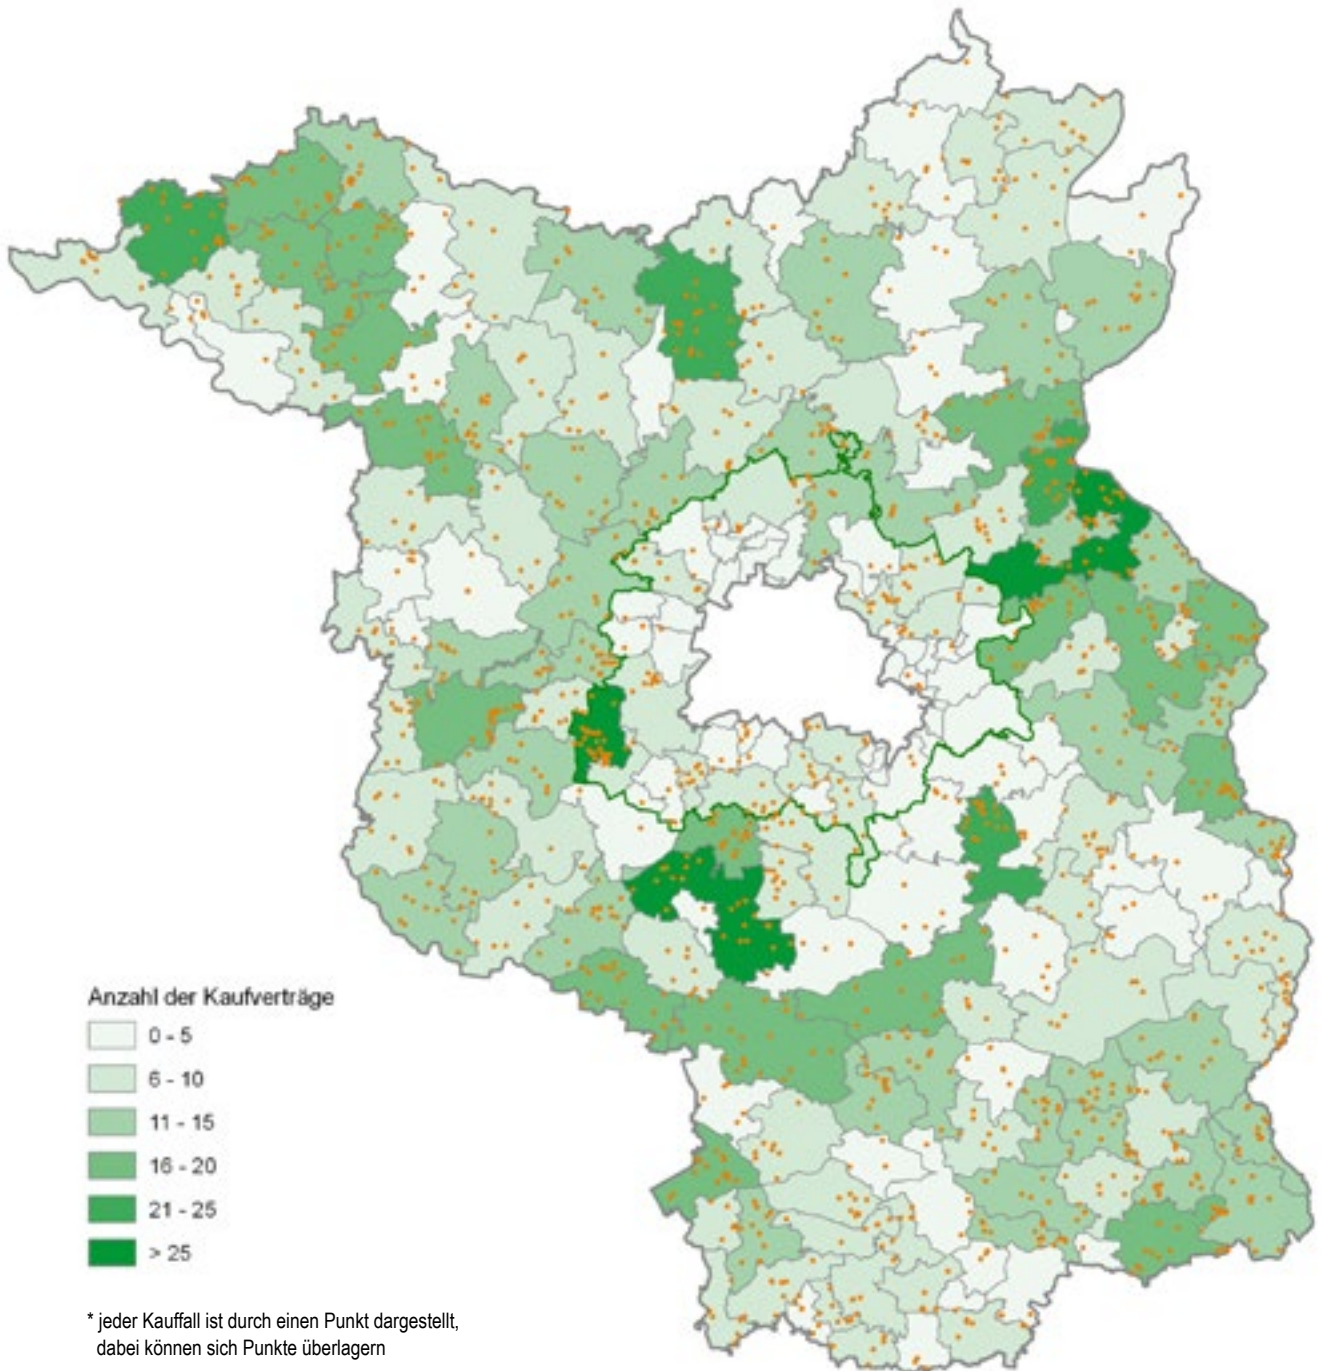 Anzahl der Kaufverträge
0 - 5
6 - 10
11 - 15
16 - 20
21 - 25
> 25
* jeder Kauffall ist durch einen Punkt dargestellt,
dabei können sich Punkte überlagern